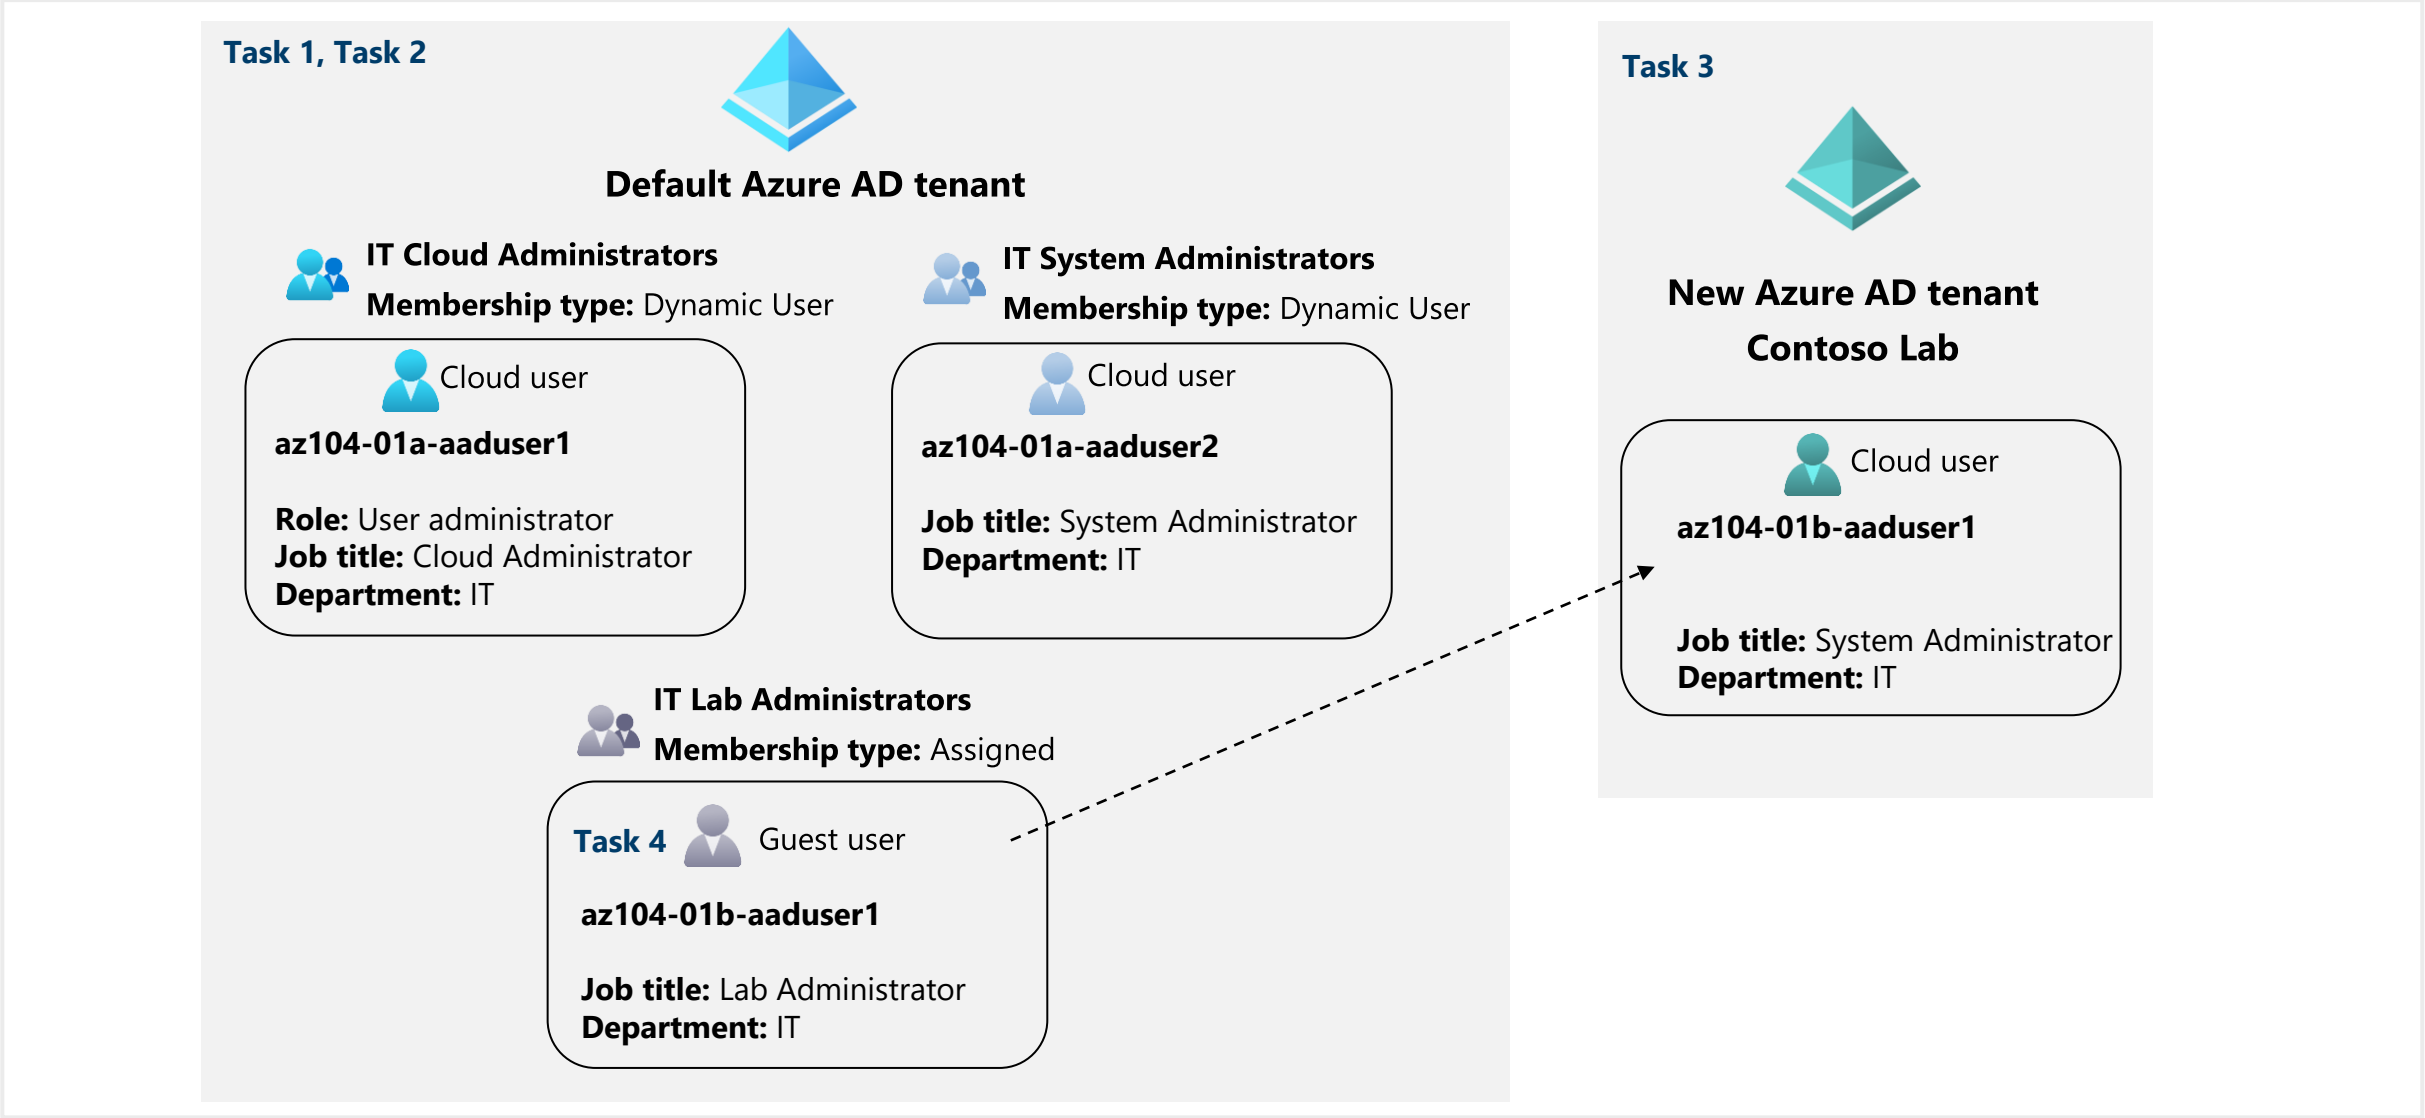 Task 1, Task 2
Default Azure AD tenant
IT Cloud Administrators
Membership type: Dynamic User
Cloud user
az104-01a-aaduser1
Role: User administrator
Job title: Cloud Administrator
Department: IT
IT System Administrators
Membership type: Dynamic User
Cloud user
az104-01a-aaduser2
Job title: System Administrator
Department: IT
IT Lab Administrators
Membership type: Assigned
Task 4
Guest user
az104-01b-aaduser1
Job title: Lab Administrator
Department: IT
Task 3
New Azure AD tenant
Contoso Lab
Cloud user
az104-01b-aaduser1
Job title: System Administrator
Department: IT